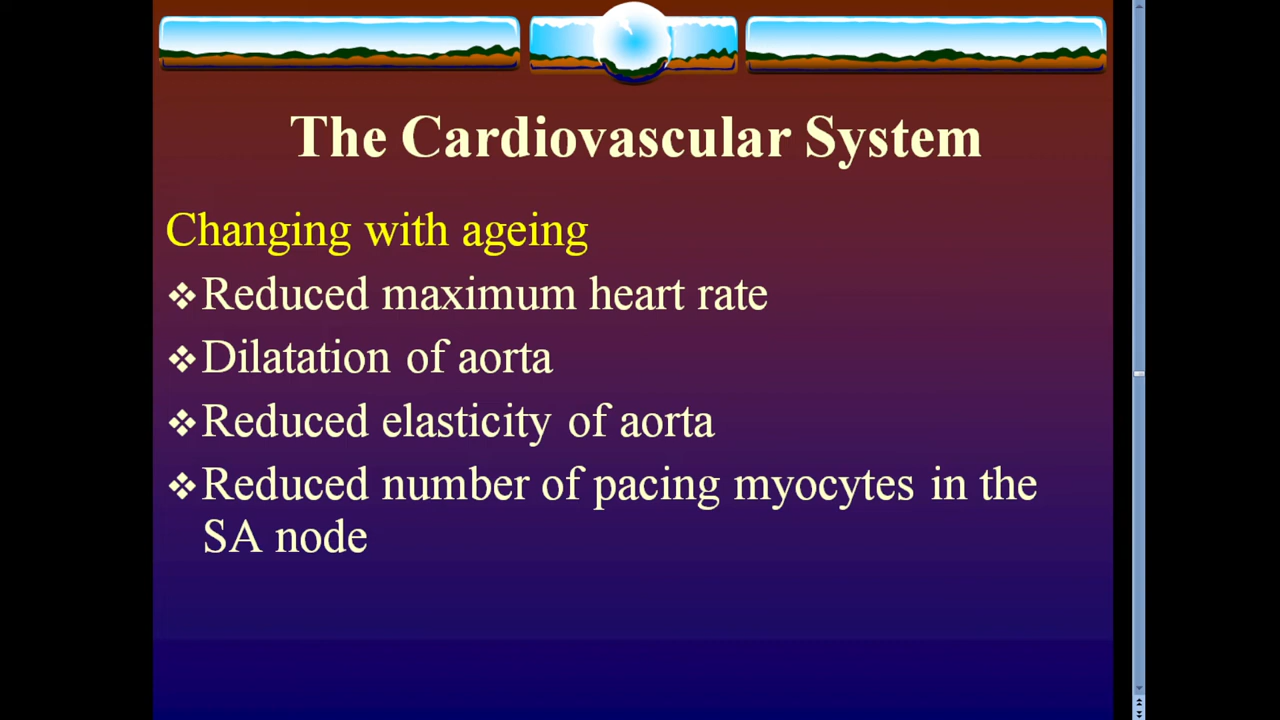 The Cardiovascular System
Changing with ageing
❖Reduced maximum heart rate
❖Dilatation of aorta
❖Reduced elasticity of aorta
❖Reduced number of pacing myocytes in the
SA node